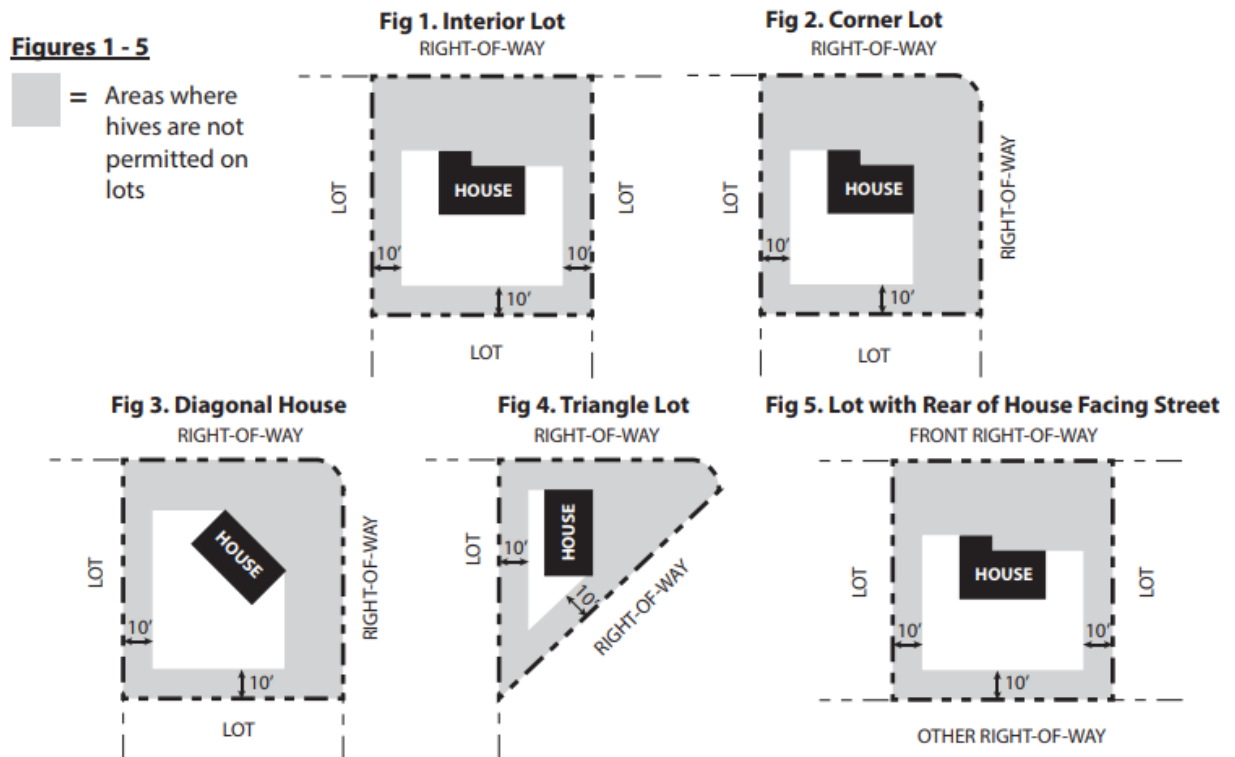 Figures 1 - 5
= Areas where
hives are not
permitted on
lots
Fig 1. Interior Lot
RIGHT-OF-WAY
LOT
HOUSE
LOT
10'
10'
10'
LOT
Fig 2. Corner Lot
RIGHT-OF-WAY
LOT
HOUSE
RIGHT-OF-WAY
10'
10'
LOT
Fig 3. Diagonal House
RIGHT-OF-WAY
LOT
HOUSE
RIGHT-OF-WAY
10'
10'
LOT
Fig 4. Triangle Lot
RIGHT-OF-WAY
LOT
HOUSE
10'
10'
RIGHT-OF-WAY
Fig 5. Lot with Rear of House Facing Street
FRONT RIGHT-OF-WAY
LOT
HOUSE
LOT
10'
10'
10'
OTHER RIGHT-OF-WAY